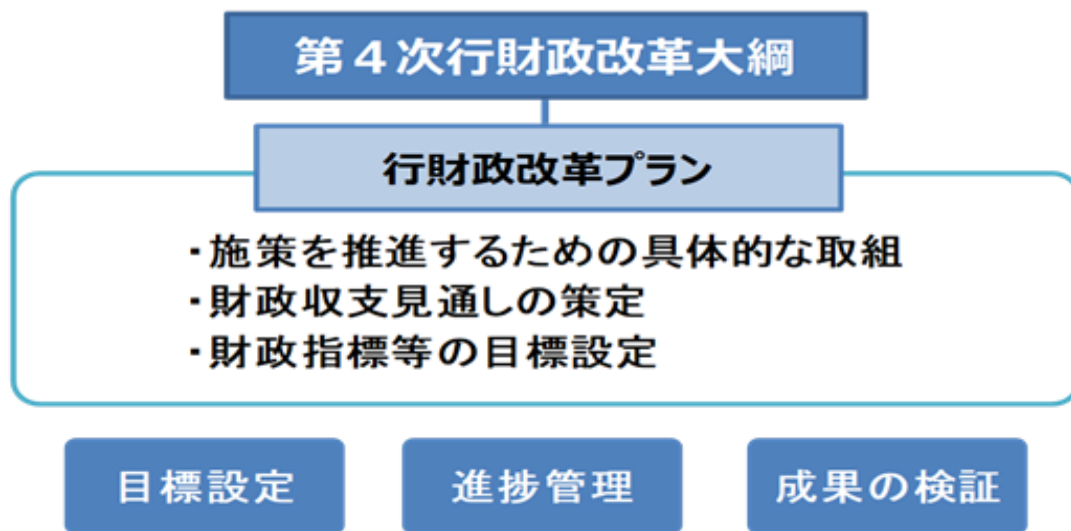 第４次行財政改革大綱
行財政改革プラン
・施策を推進するための具体的な取組
・財政収支見通しの策定
・財政指標等の目標設定
目標設定
進捗管理
成果の検証